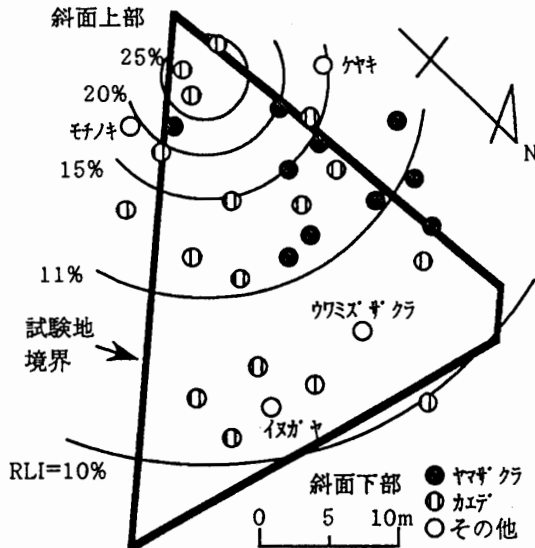 斜面上部
25%
ケヤキ
20%
モチノキ
N
15%
11%
ウワミズザクラ
試験地
境界
イヌガヤ
RLI=10%
斜面下部
ヤマザクラ
カエデ
その他
0 5 10m